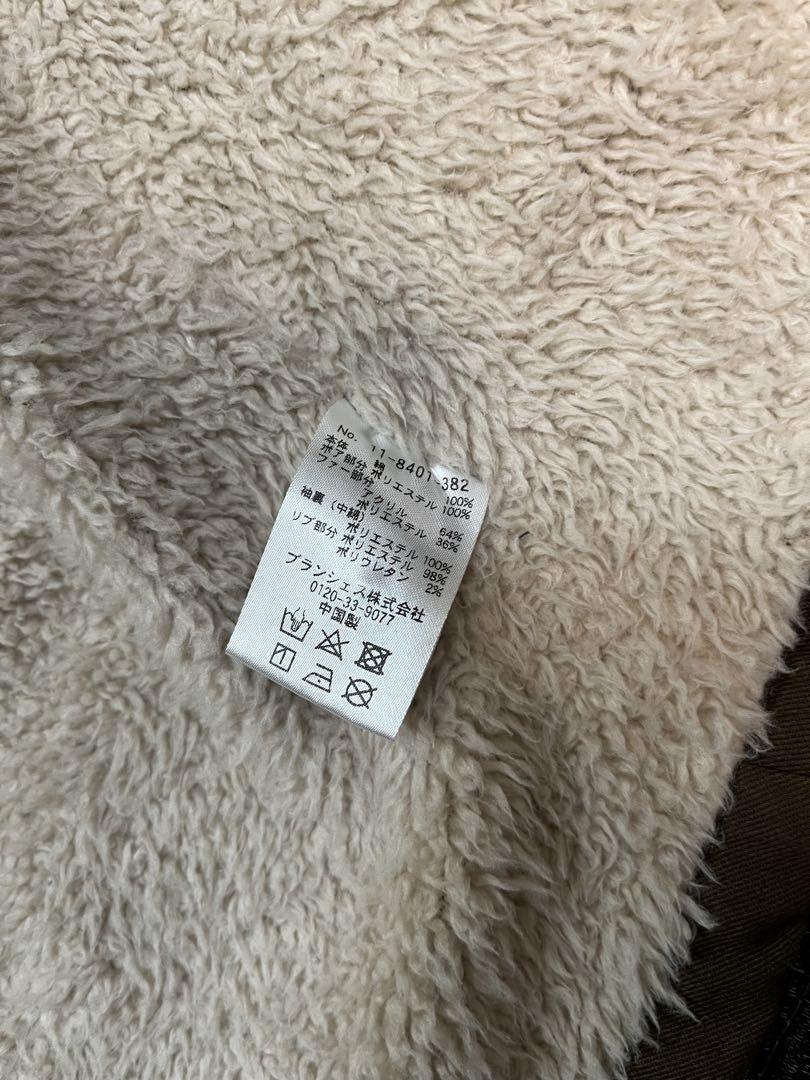 No. 11-8401-382
本体 綿 100%
ボア部分 ポリエステル 100%
ファー部分
アクリル 64%
ポリエステル 36%
袖裏(中綿)
ポリエステル 100%
リブ部分 ポリエステル 98%
ポリウレタン 2%
ブランシェス株式会社
0120-33-9077
中国製